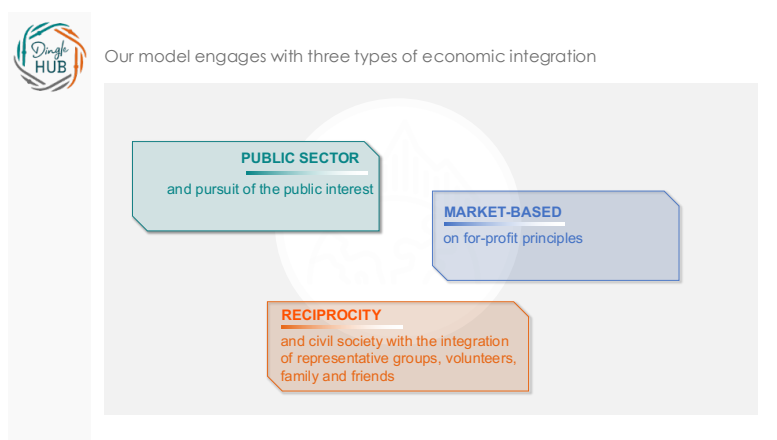 Dingle
HUB
Our model engages with three types of economic integration
PUBLIC SECTOR
and pursuit of the public interest
MARKET-BASED
on for-profit principles
RECIPROCITY
and civil society with the integration
of representative groups, volunteers,
family and friends